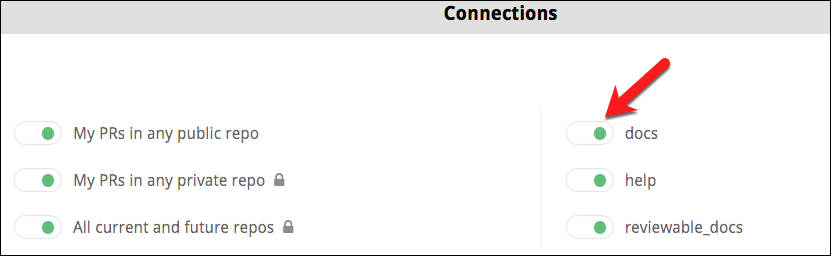 Connections
My PRs in any public repo
My PRs in any private repo
All current and future repos
docs
help
reviewable_docs